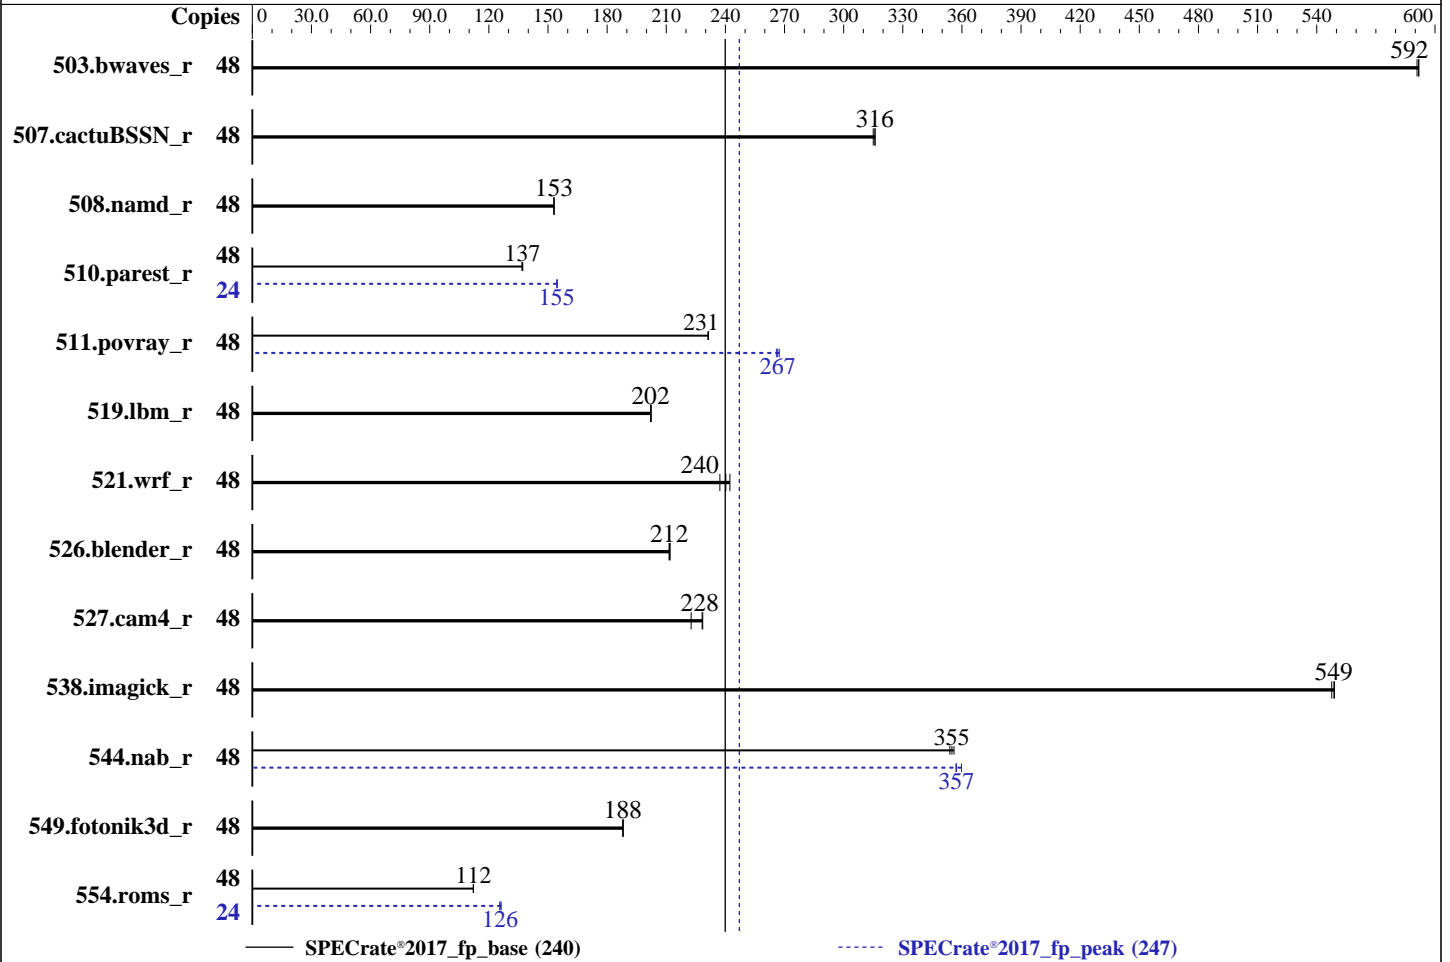 Copies 0 30.0 60.0 90.0 120 150 180 210 240 270 300 330 360 390 420 450 480 510 540 600
503.bwaves_r 48 592
507.cactuBSSN_r 48 316
508.namd_r 48 153
510.parest_r 48 137
24 155
511.povray_r 48 231
267
519.lbm_r 48 202
521.wrf_r 48 240
526.blender_r 48 212
527.cam4_r 48 228
538.imagick_r 48 549
544.nab_r 48 355
357
549.fotonik3d_r 48 188
554.roms_r 48 112
24 126
SPECrate®2017_fp_base (240) SPECrate®2017_fp_peak (247)